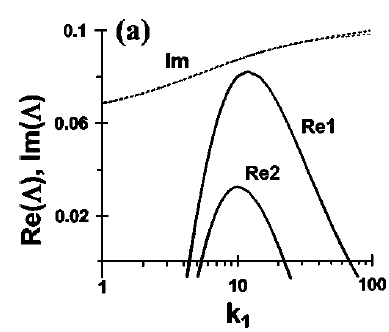 (a)
0.1
Im
0.06
Re1
Re2
0.02
Re(Λ), Im(Λ)
1
10
100
k₁